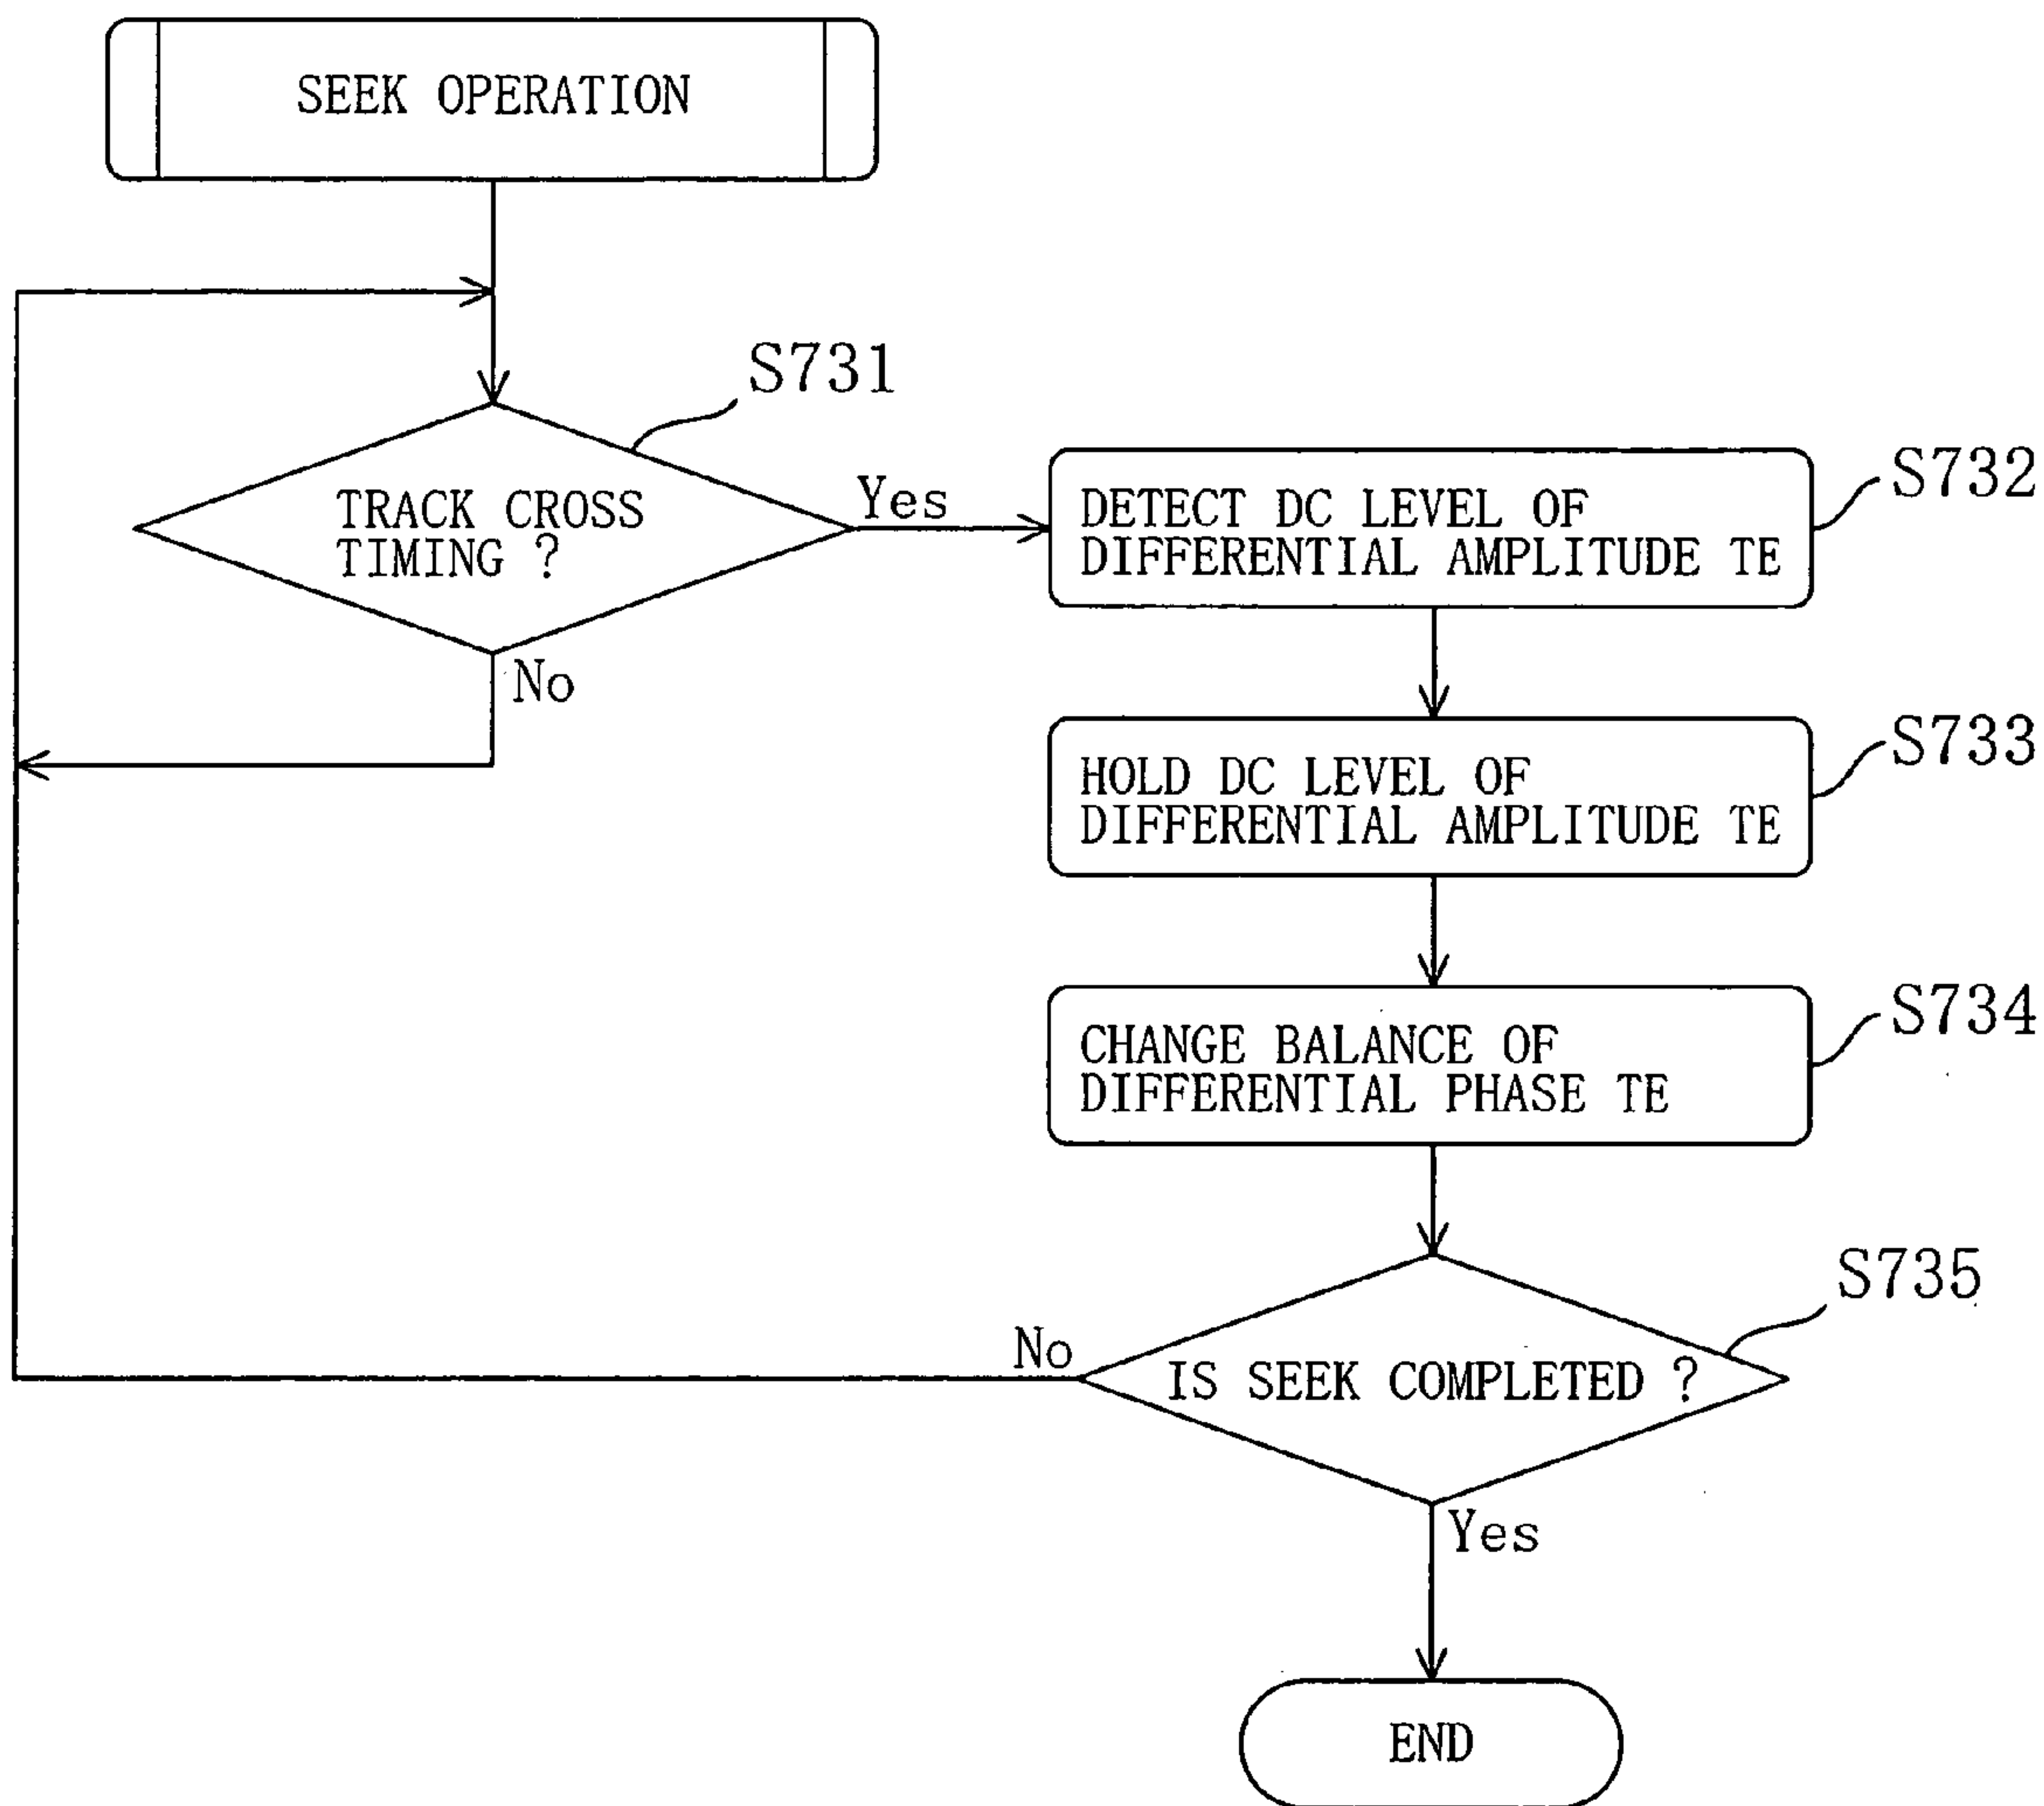 SEEK OPERATION
S731
TRACK CROSS
TIMING ?
Yes
No
S732
DETECT DC LEVEL OF
DIFFERENTIAL AMPLITUDE TE
S733
HOLD DC LEVEL OF
DIFFERENTIAL AMPLITUDE TE
S734
CHANGE BALANCE OF
DIFFERENTIAL PHASE TE
S735
No
IS SEEK COMPLETED ?
Yes
END